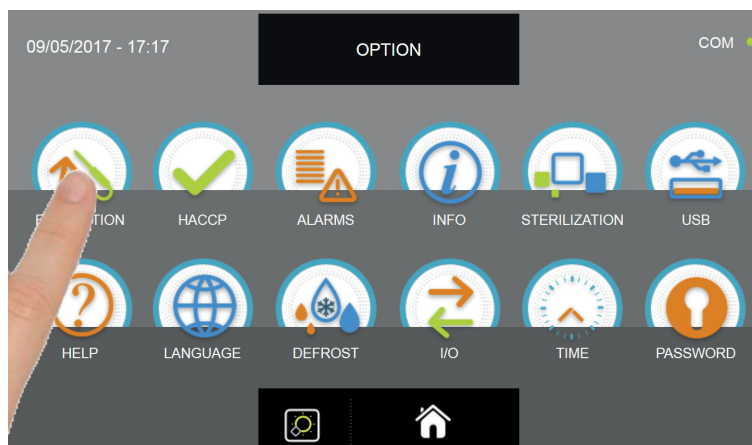 09/05/2017 - 17:17
OPTION
COM
HACCP
ALARMS
INFO
STERILIZATION
USB
HELP
LANGUAGE
DEFROST
I/O
TIME
PASSWORD